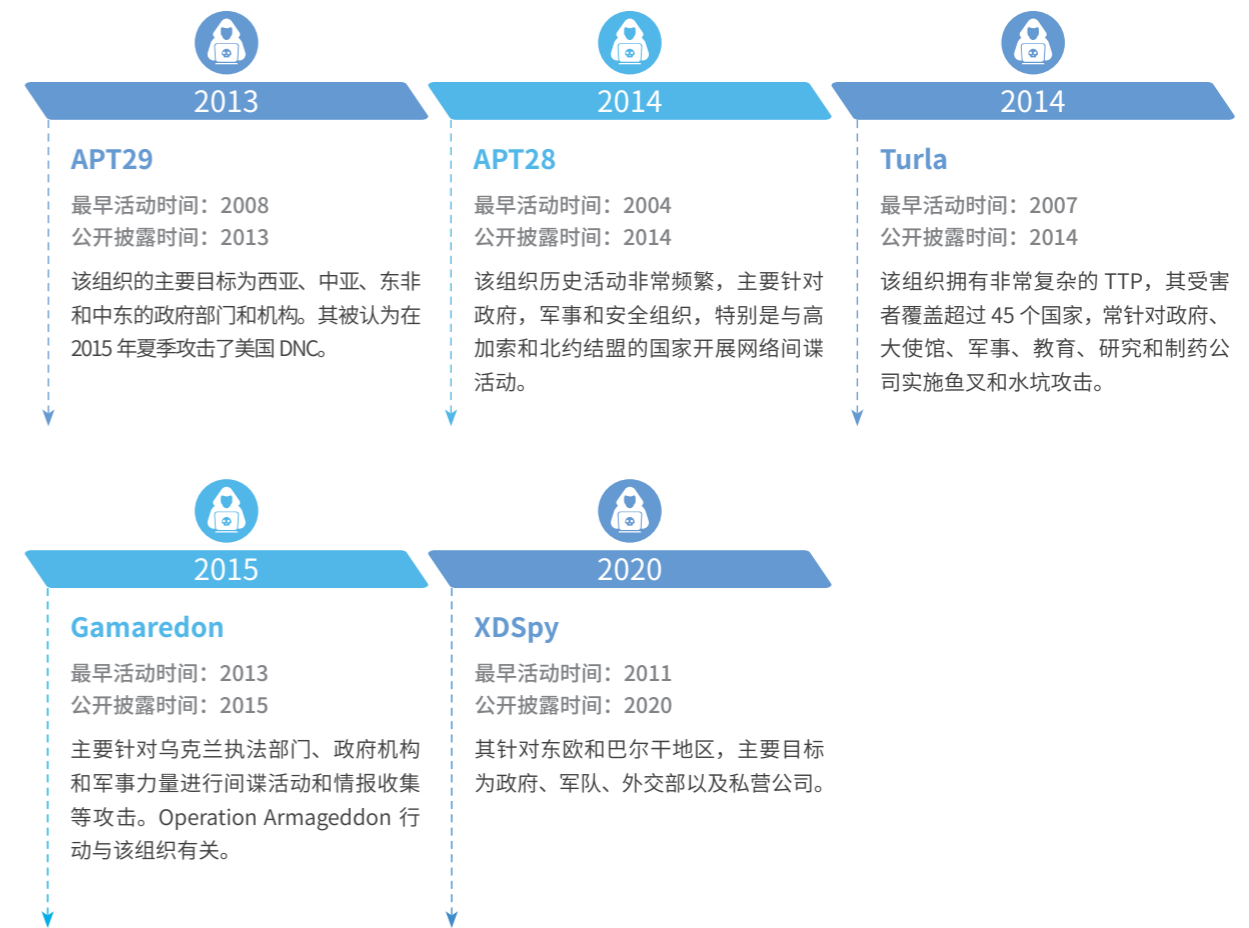 2013
APT29
最早活动时间：2008
公开披露时间：2013
该组织的主要目标为西亚、中亚、东非
和中东的政府部门和机构。其被认为在
2015 年夏季攻击了美国 DNC。
2014
APT28
最早活动时间：2004
公开披露时间：2014
该组织历史活动非常频繁，主要针对
政府，军事和安全组织，特别是与高
加索和北约结盟的国家开展网络间谍
活动。
2014
Turla
最早活动时间：2007
公开披露时间：2014
该组织拥有非常复杂的 TTP，其受害
者覆盖超过 45 个国家，常针对政府、
大使馆、军事、教育、研究和制药公
司实施鱼叉和水坑攻击。
2015
Gamaredon
最早活动时间：2013
公开披露时间：2015
主要针对乌克兰执法部门、政府机构
和军事力量进行间谍活动和情报收集
等攻击。Operation Armageddon 行
动与该组织有关。
2020
XDSpy
最早活动时间：2011
公开披露时间：2020
其针对东欧和巴尔干地区，主要目标
为政府、军队、外交部以及私营公司。